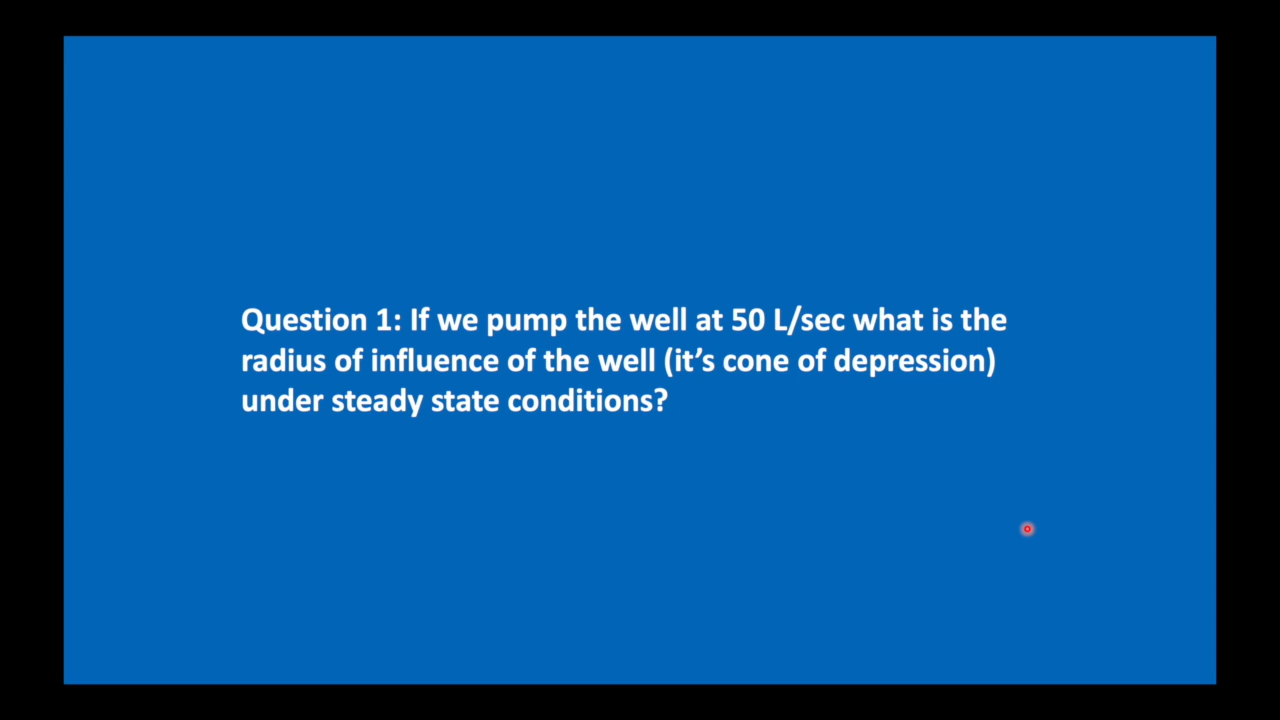 Question 1: If we pump the well at 50 L/sec what is the
radius of influence of the well (it’s cone of depression)
under steady state conditions?